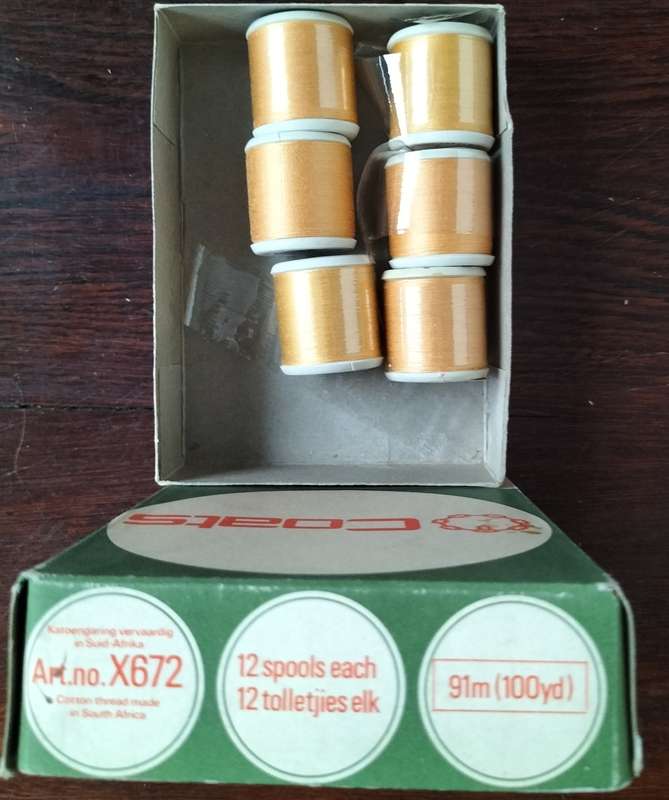 Coats
Katoengaring vervaardig
in Suid-Afrika
Art.no. X672
Cotton thread made
in South Africa
12 spools each
12 tolletjies elk
91m (100yd)